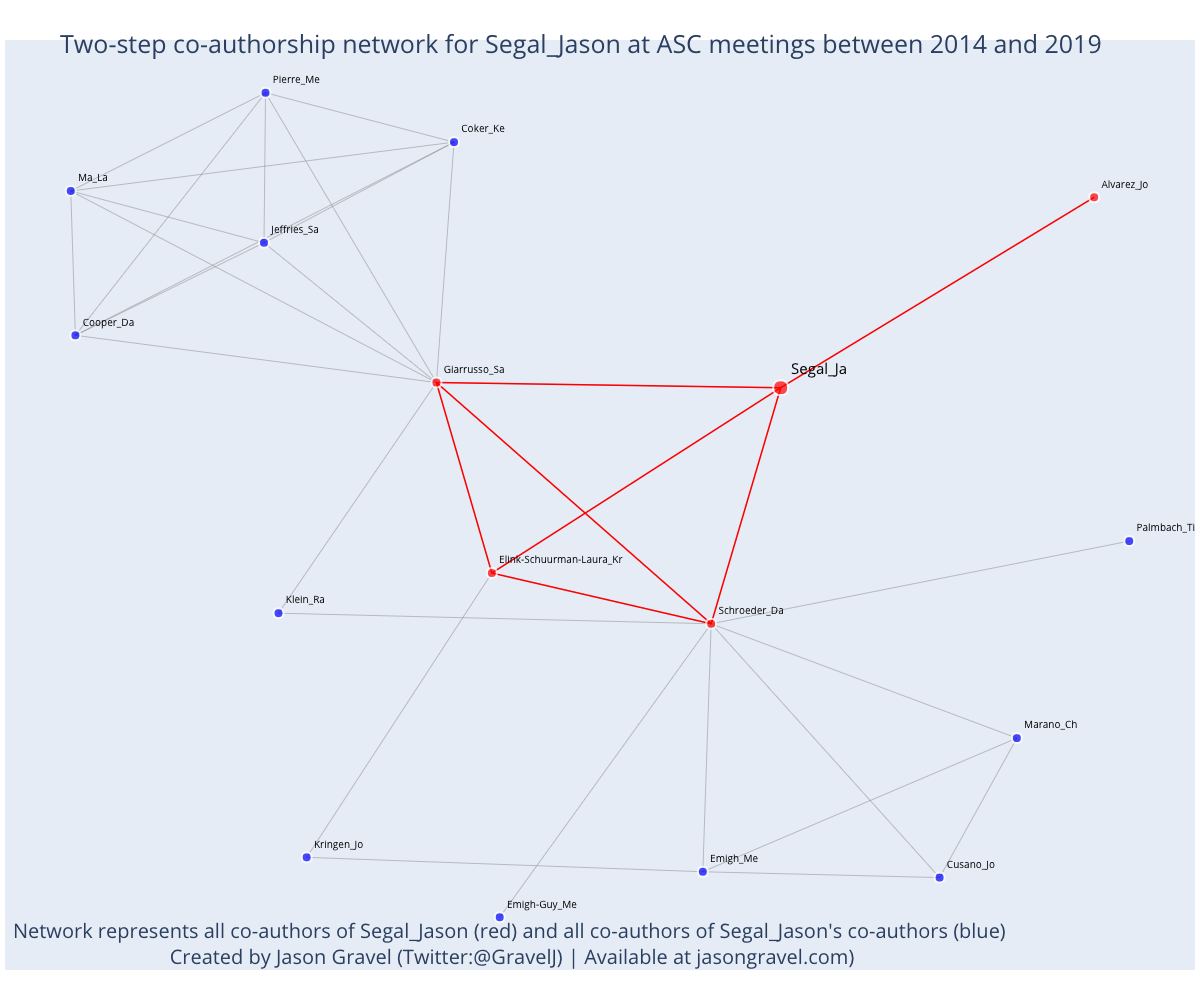 Two-step co-authorship network for Segal_Jason at ASC meetings between 2014 and 2019
Pierre_Me
Coker_Ke
Ma_La
Alvarez_Jo
Jeffries_Sa
Cooper_Da
Giarrusso_Sa
Segal_Ja
Palmbach_Ti
Elink-Schuurman-Laura_Kr
Klein_Ra
Schroeder_Da
Marano_Ch
Kringen_Jo
Emigh_Me
Cusano_Jo
Emigh-Guy_Me
Network represents all co-authors of Segal_Jason (red) and all co-authors of Segal_Jason's co-authors (blue)
Created by Jason Gravel (Twitter:@GravelJ) | Available at jasongravel.com)